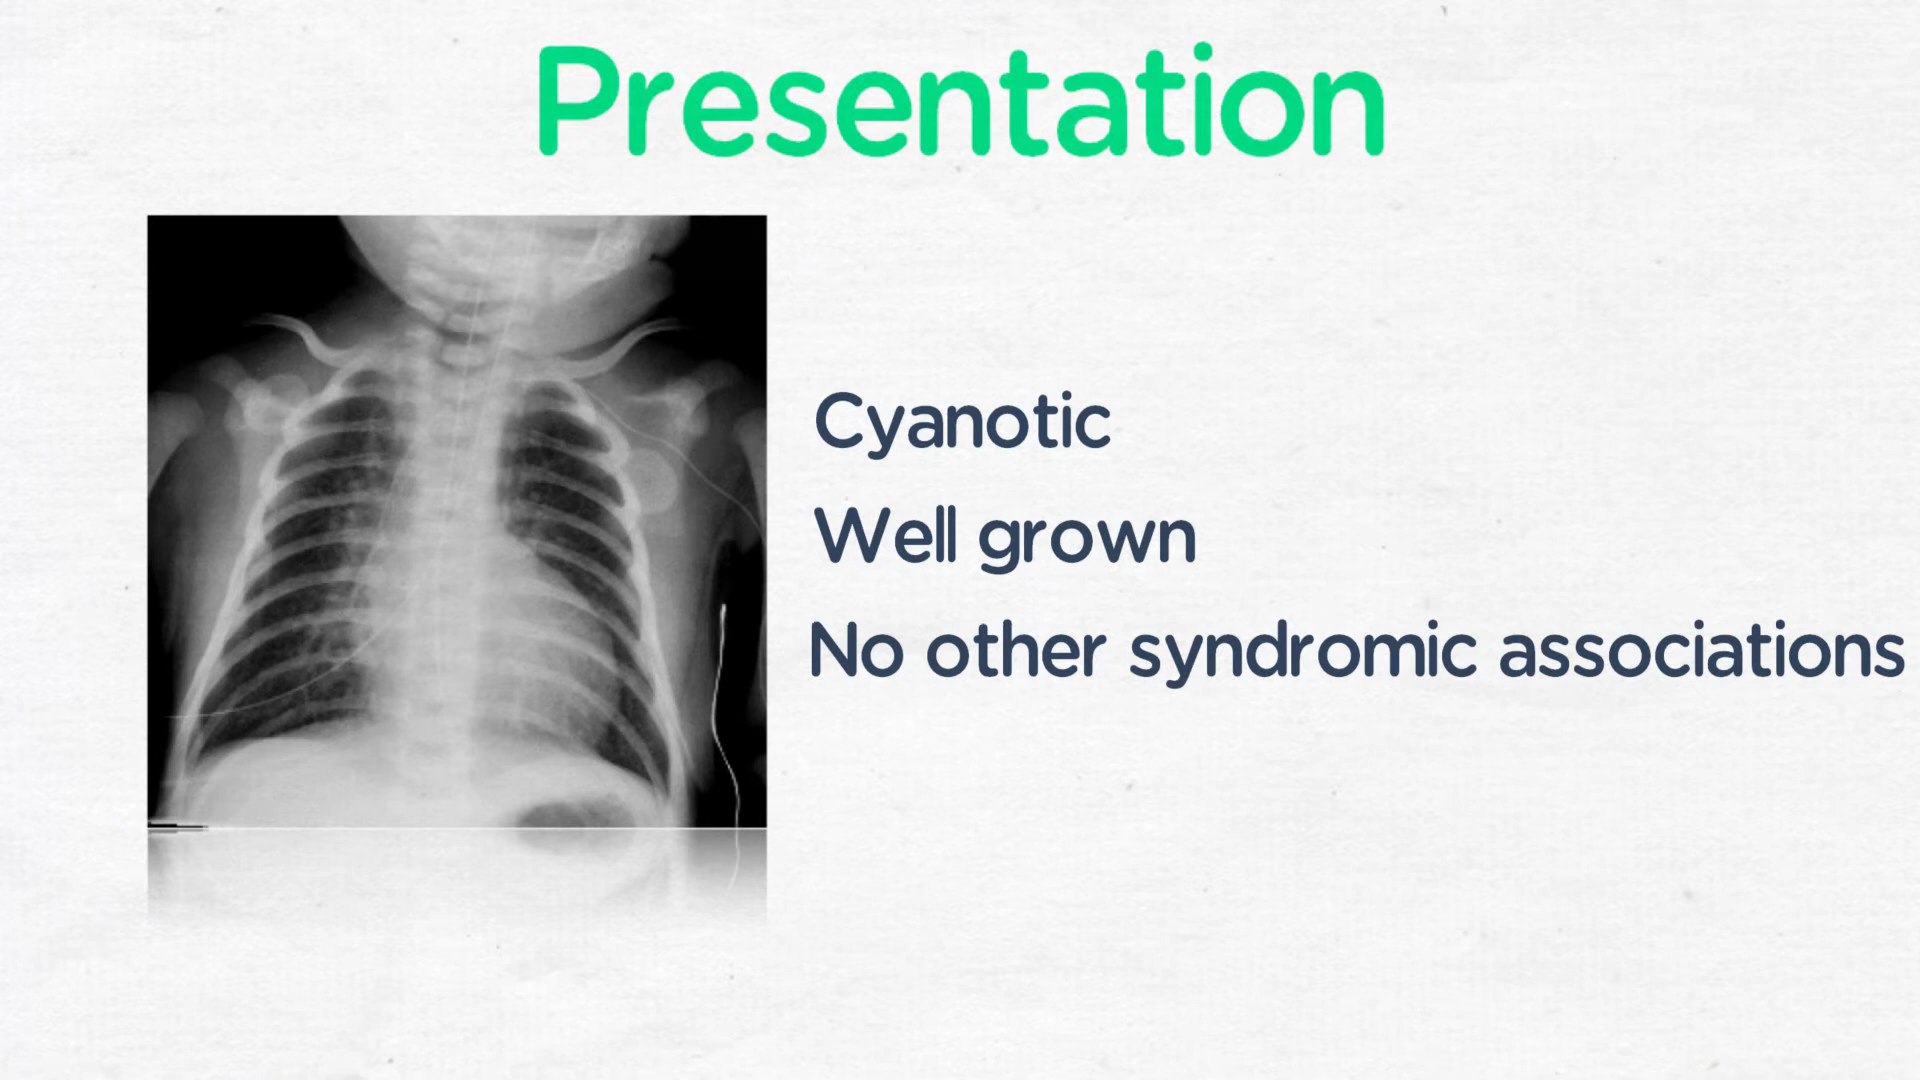 Presentation
Cyanotic
Well grown
No other syndromic associations